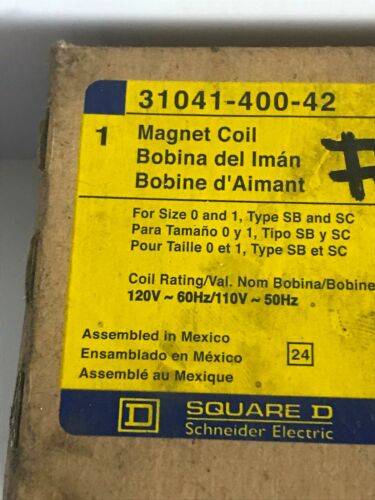 31041-400-42
1 Magnet Coil
Bobina del Imán
Bobine d'Aimant
For Size 0 and 1, Type SB and SC
Para Tamaño 0 y 1, Tipo SB y SC
Pour Taille 0 et 1, Type SB et SC
Coil Rating/Val. Nom Bobina/Bobine
120V ~ 60Hz/110V ~ 50Hz
Assembled in Mexico
Ensamblado en México
Assemblé au Mexique
24
D SQUARE D
Schneider Electric